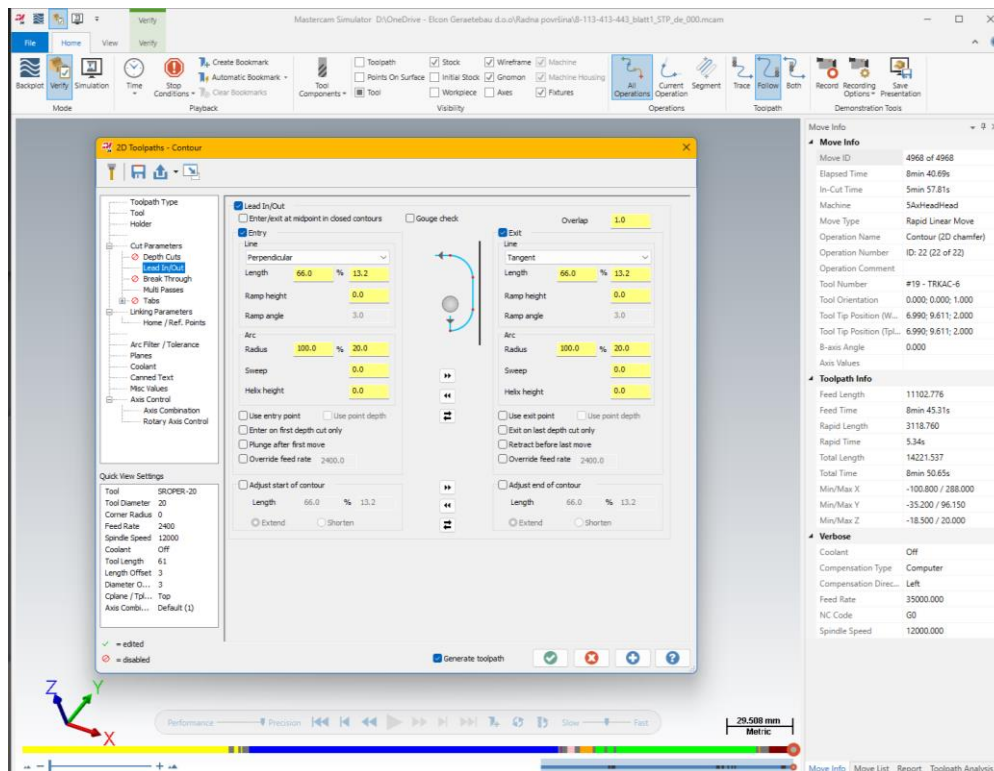 Verify
Mastercam Simulator D:\OneDrive - Elcon Geraetebau d.o.o\Radna površina\8-113-413-443_blatt1_STP_de_000.mcam
File Home View Verify
Backplot Verify Simulation
Mode
Time
Stop Conditions
Create Bookmark
Automatic Bookmark
Clear Bookmarks
Playback
Tool Components
Toolpath Stock Wireframe Machine
Points On Surface Initial Stock Gnomon Machine Housing
Tool Workpiece Axes Fixtures
Visibility
All Operations
Current Operation
Segment
Operations
Trace Follow Both
Toolpath
Record
Recording Options
Save Presentation
Demonstration Tools
2D Toolpaths - Contour
Toolpath Type
Tool
Holder
Cut Parameters
Depth Cuts
Lead In/Out
Break Through
Multi Passes
Tabs
Linking Parameters
Home / Ref. Points
Arc Filter / Tolerance
Planes
Coolant
Canned Text
Misc Values
Axis Control
Axis Combination
Rotary Axis Control
Quick View Settings
Tool SROPER-20
Tool Diameter 20
Corner Radius 0
Feed Rate 2400
Spindle Speed 12000
Coolant Off
Tool Length 61
Length Offset 3
Diameter O... 3
Cplane / Tpl... Top
Axis Combi... Default (1)
= edited
= disabled
Lead In/Out
Enter/exit at midpoint in closed contours Gouge check Overlap 1.0
Entry
Line
Perpendicular
Length 66.0 % 13.2
Ramp height 0.0
Ramp angle 3.0
Arc
Radius 100.0 % 20.0
Sweep 0.0
Helix height 0.0
Use entry point Use point depth
Enter on first depth cut only
Plunge after first move
Override feed rate 2400.0
Adjust start of contour
Length 66.0 % 13.2
Extend Shorten
Exit
Line
Tangent
Length 66.0 % 13.2
Ramp height 0.0
Ramp angle 3.0
Arc
Radius 100.0 % 20.0
Sweep 0.0
Helix height 0.0
Use exit point Use point depth
Exit on last depth cut only
Retract before last move
Override feed rate 2400.0
Adjust end of contour
Length 66.0 % 13.2
Extend Shorten
Generate toolpath
Move Info
Move Info
Move ID 4968 of 4968
Elapsed Time 8min 40.69s
In-Cut Time 5min 57.81s
Machine 5AxHeadHead
Move Type Rapid Linear Move
Operation Name Contour (2D chamfer)
Operation Number ID: 22 (22 of 22)
Operation Comment
Tool Number #19 - TRKAC-6
Tool Orientation 0.000; 0.000; 1.000
Tool Tip Position (W... 6.990; 9.611; 2.000
Tool Tip Position (Tpl... 6.990; 9.611; 2.000
B-axis Angle 0.000
Axis Values
Toolpath Info
Feed Length 11102.776
Feed Time 8min 45.31s
Rapid Length 3118.760
Rapid Time 5.34s
Total Length 14221.537
Total Time 8min 50.65s
Min/Max X -100.800 / 288.000
Min/Max Y -35.200 / 96.150
Min/Max Z -18.500 / 20.000
Verbose
Coolant Off
Compensation Type Computer
Compensation Direc... Left
Feed Rate 35000.000
NC Code G0
Spindle Speed 12000.000
Z Y X
Performance Precision Slow Fast
29.508 mm
Metric
Move Info Move List Report Toolpath Analysis